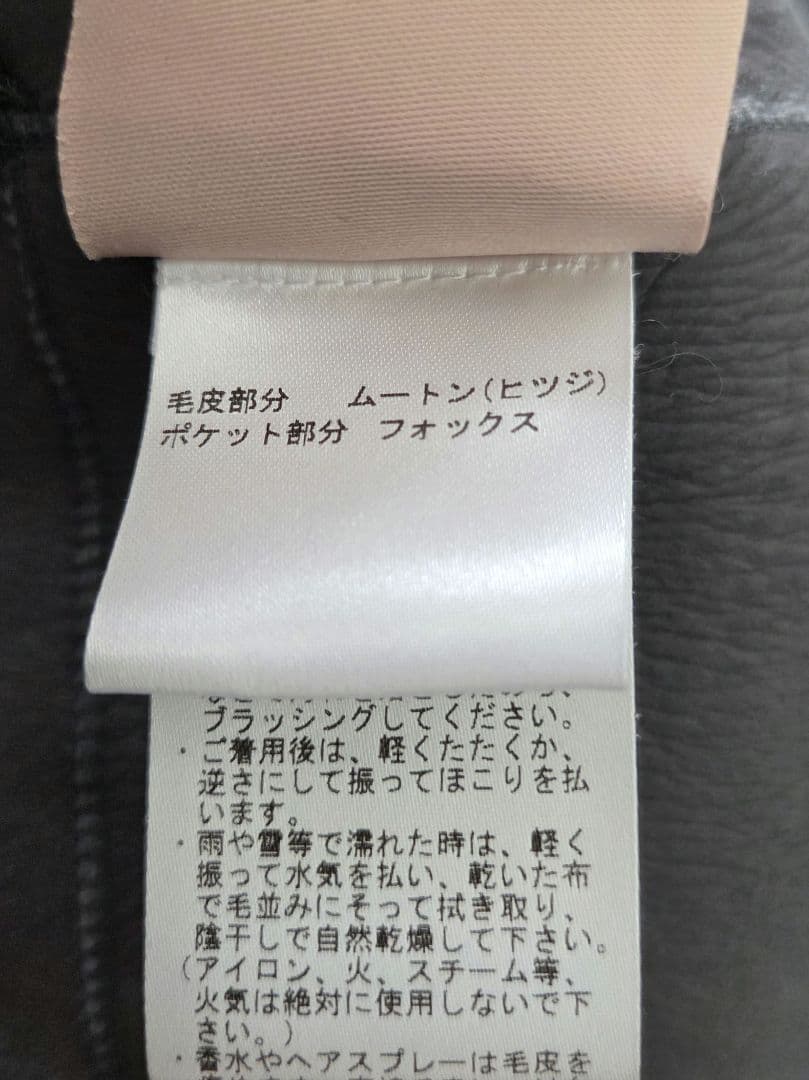 毛皮部分　ムートン(ヒツジ)
ポケット部分　フォックス
ブラッシングしてください。
・ご着用後は、軽くたたくか、
逆さにして振ってほこりを払
います。
・雨や雪等で濡れた時は、軽く
振って水気を払い、乾いた布
で毛並みにそって拭き取り、
陰干しで自然乾燥して下さい。
(アイロン、火、スチーム等、
火気は絶対に使用しないで下
さい。)
・香水やヘアスプレーは毛皮を